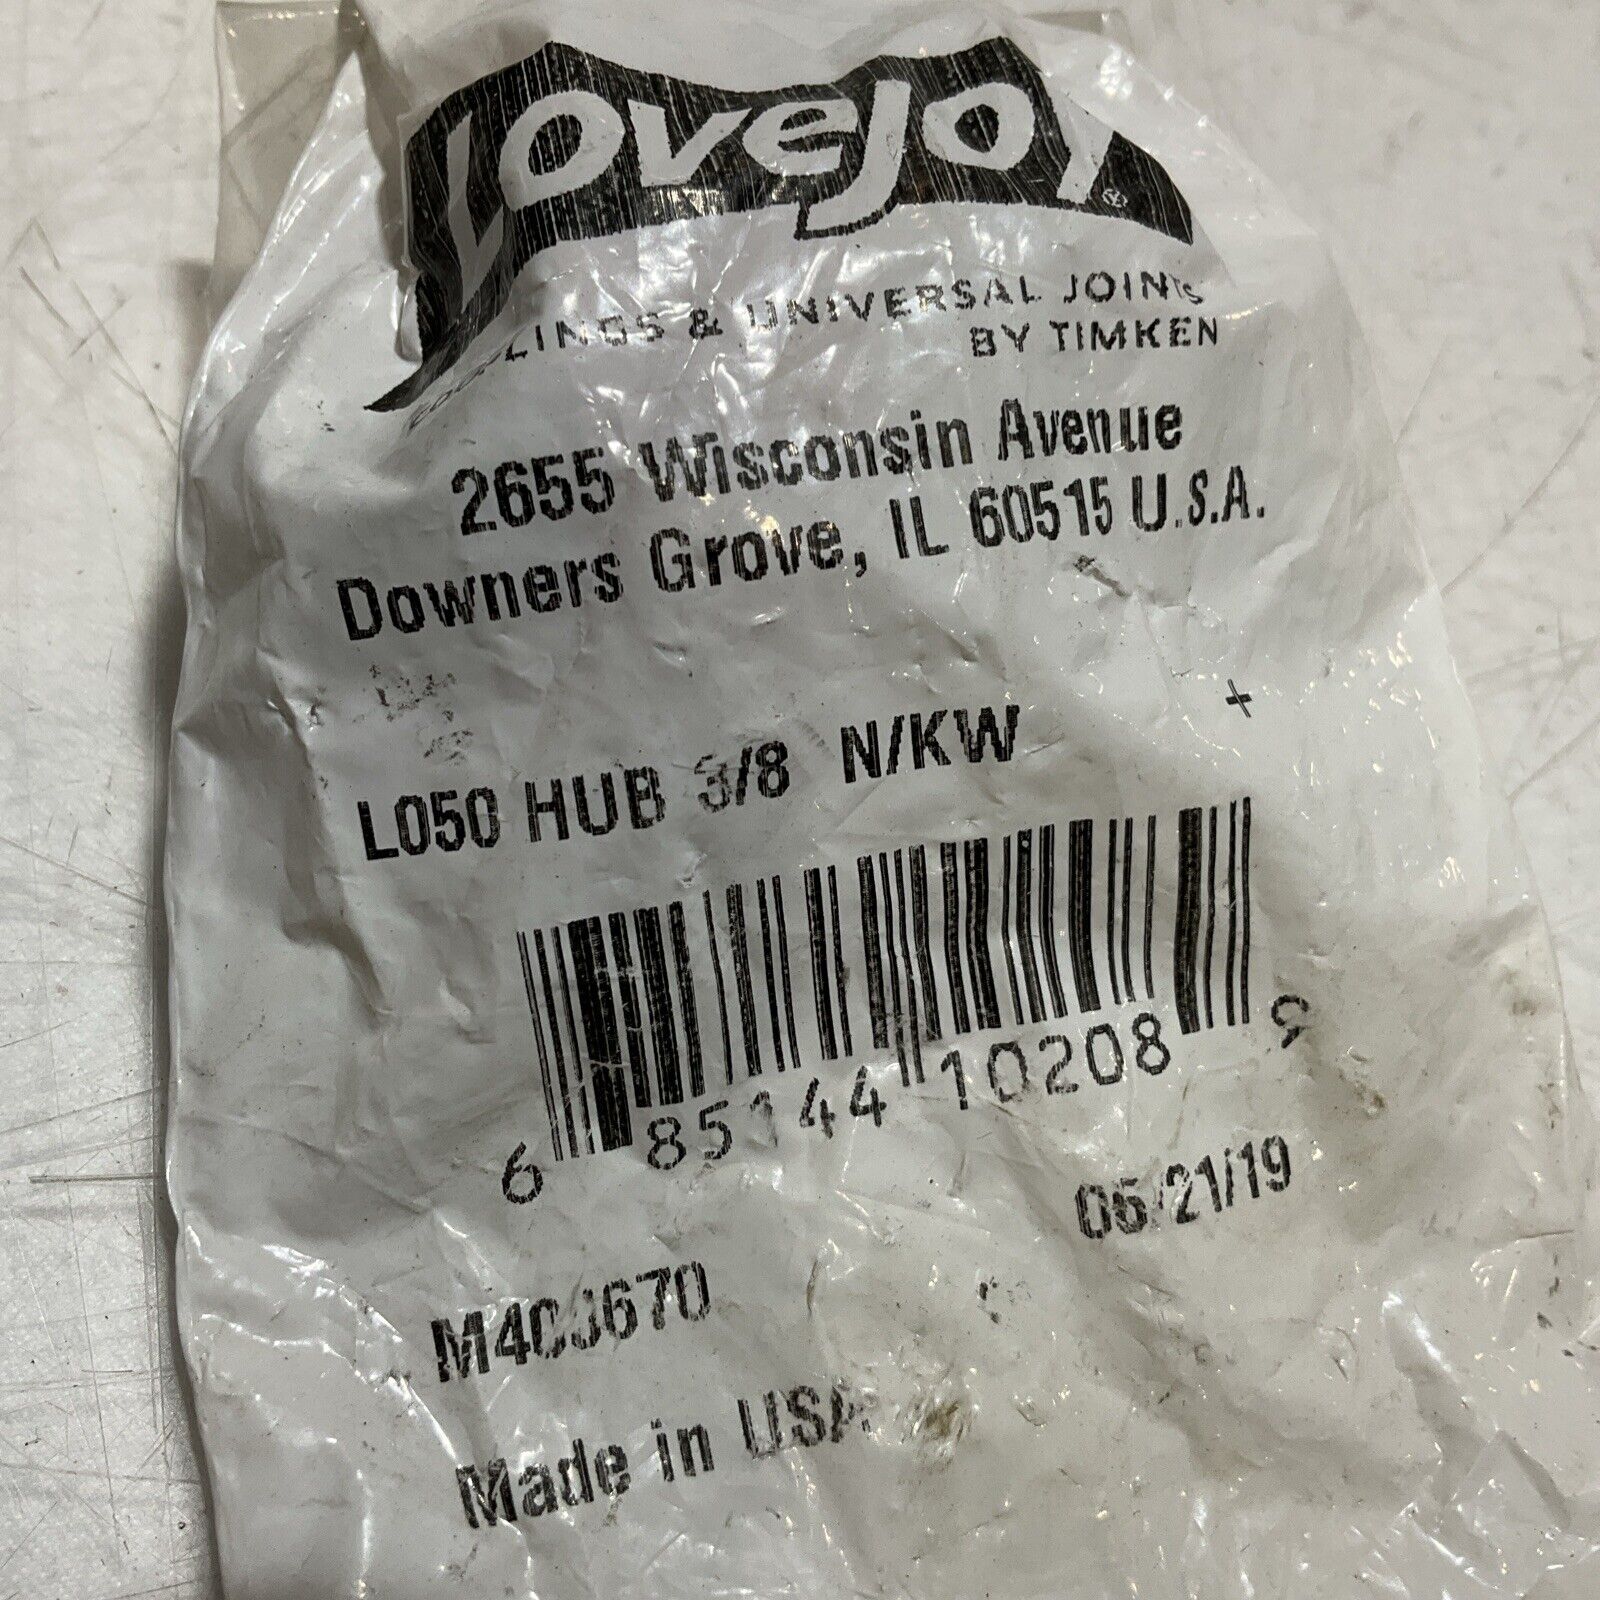 Lovejoy®
COUPLINGS & UNIVERSAL JOINTS
BY TIMKEN
2655 Wisconsin Avenue
Downers Grove, IL 60515 U.S.A.
+
L050 HUB 3/8 N/KW
6 85144 10208 9
06/21/19
Made in USA